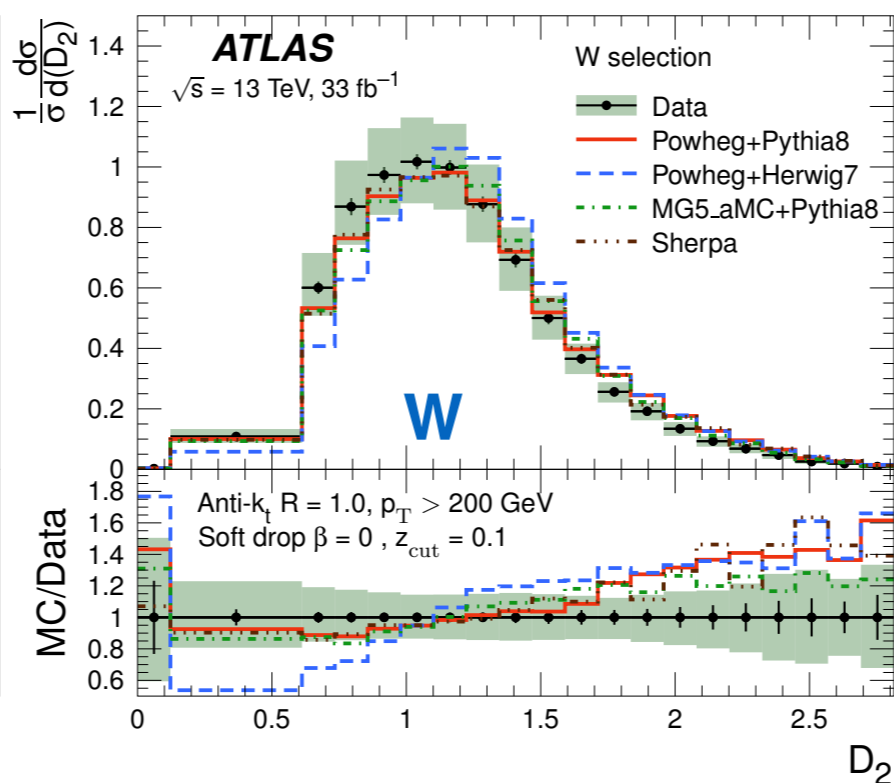 ATLAS
√s = 13 TeV, 33 fb⁻¹
W selection
Data
Powheg+Pythia8
Powheg+Herwig7
MG5_aMC+Pythia8
Sherpa
1/σ dσ/d(D₂)
1.4
1.2
1
0.8
0.6
0.4
0.2
0
W
Anti-kₜ R = 1.0, p_T > 200 GeV
Soft drop β = 0 , z_cut = 0.1
MC/Data
1.8
1.6
1.4
1.2
1
0.8
0.6
0 0.5 1 1.5 2 2.5
D₂